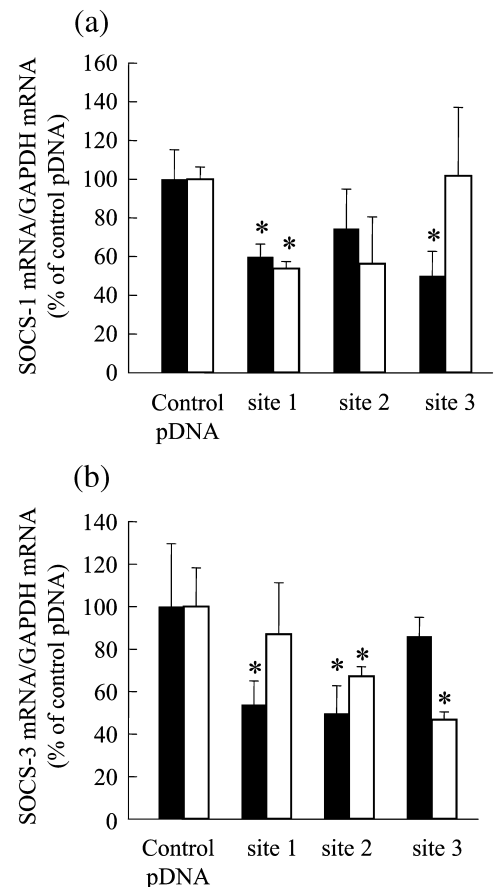 (a)
SOCS-1 mRNA/GAPDH mRNA
(% of control pDNA)
160
140
120
100
80
60
40
20
0
* * *
Control
pDNA
site 1 site 2 site 3
(b)
SOCS-3 mRNA/GAPDH mRNA
(% of control pDNA)
140
120
100
80
60
40
20
0
* * * *
Control
pDNA
site 1 site 2 site 3